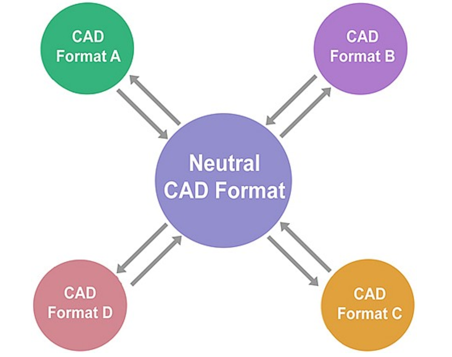 CAD
Format A
CAD
Format B
Neutral
CAD Format
CAD
Format D
CAD
Format C